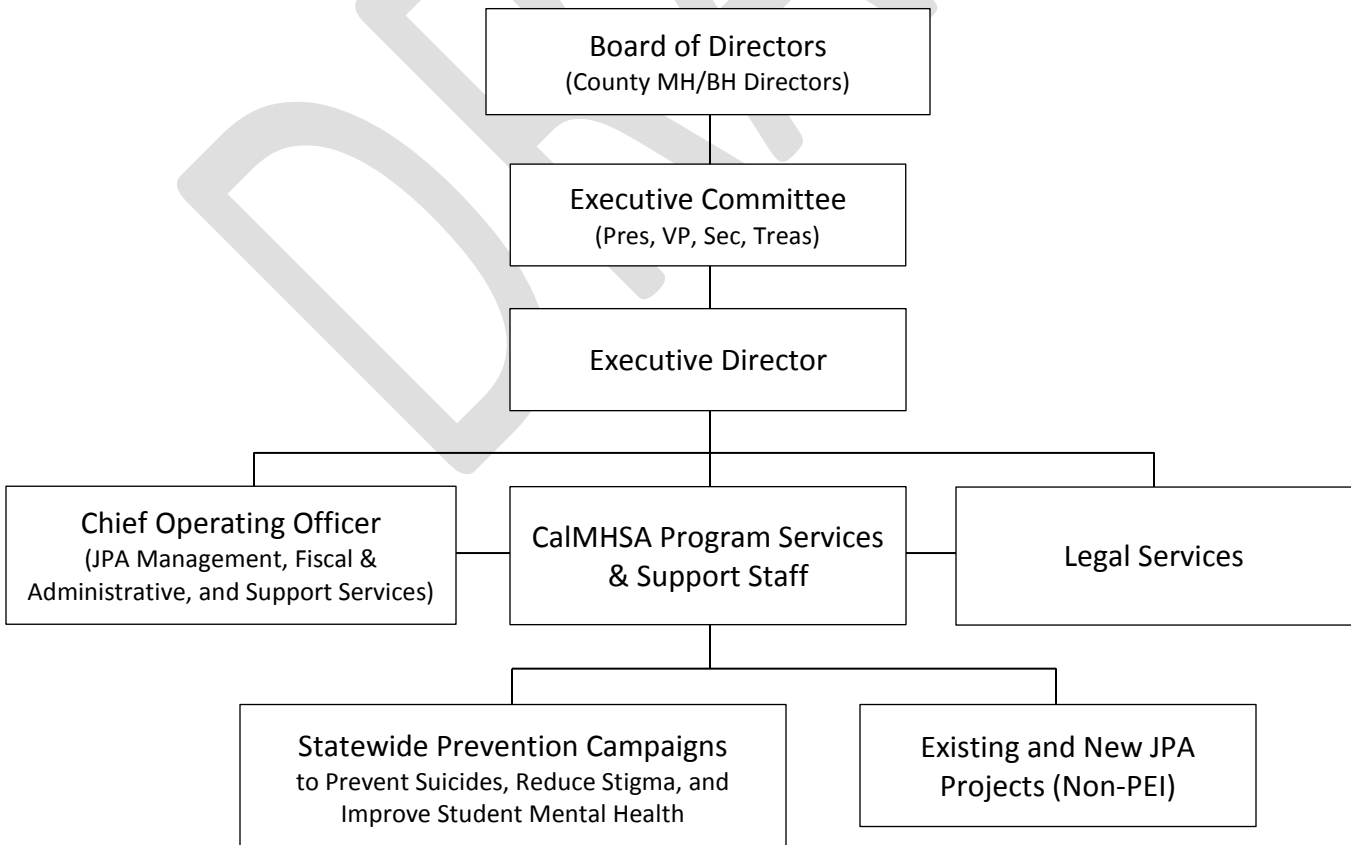 Board of Directors
(County MH/BH Directors)
Executive Committee
(Pres, VP, Sec, Treas)
Executive Director
Chief Operating Officer
(JPA Management, Fiscal &
Administrative, and Support Services)
CalMHSA Program Services
& Support Staff
Legal Services
Statewide Prevention Campaigns
to Prevent Suicides, Reduce Stigma, and
Improve Student Mental Health
Existing and New JPA
Projects (Non-PEI)